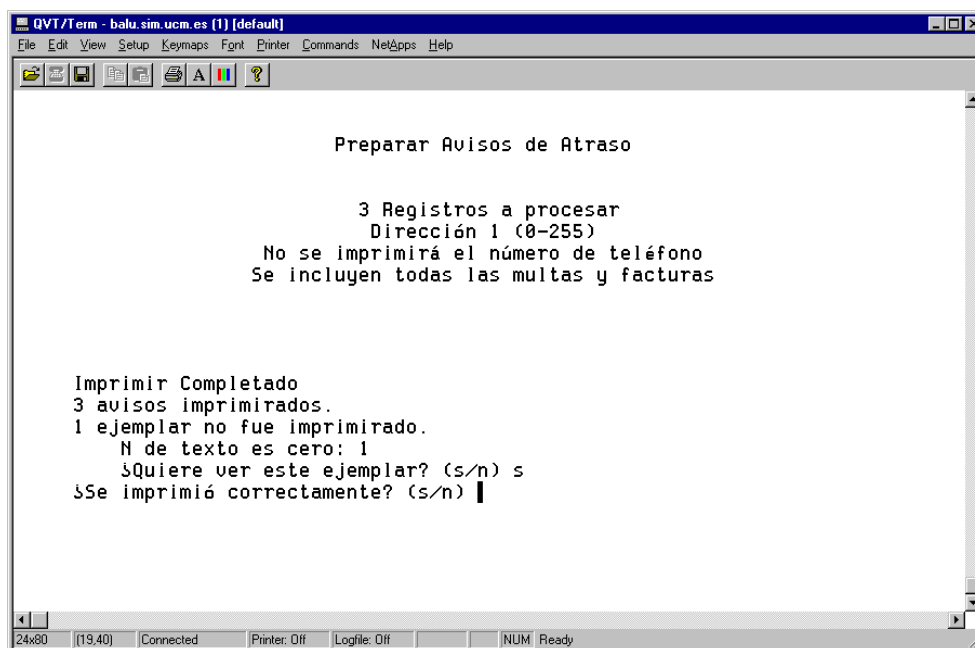 QVT/Term - balu.sim.ucm.es (1) [default]
File Edit View Setup Keymaps Font Printer Commands NetApps Help
A
Preparar Avisos de Atraso
3 Registros a procesar
Dirección 1 (0-255)
No se imprimirá el número de teléfono
Se incluyen todas las multas y facturas
Imprimir Completado
3 avisos imprimirados.
1 ejemplar no fue imprimirado.
N de texto es cero: 1
¿Quiere ver este ejemplar? (s/n) s
¿Se imprimió correctamente? (s/n)
24x80 (19,40) Connected Printer: Off Logfile: Off NUM Ready